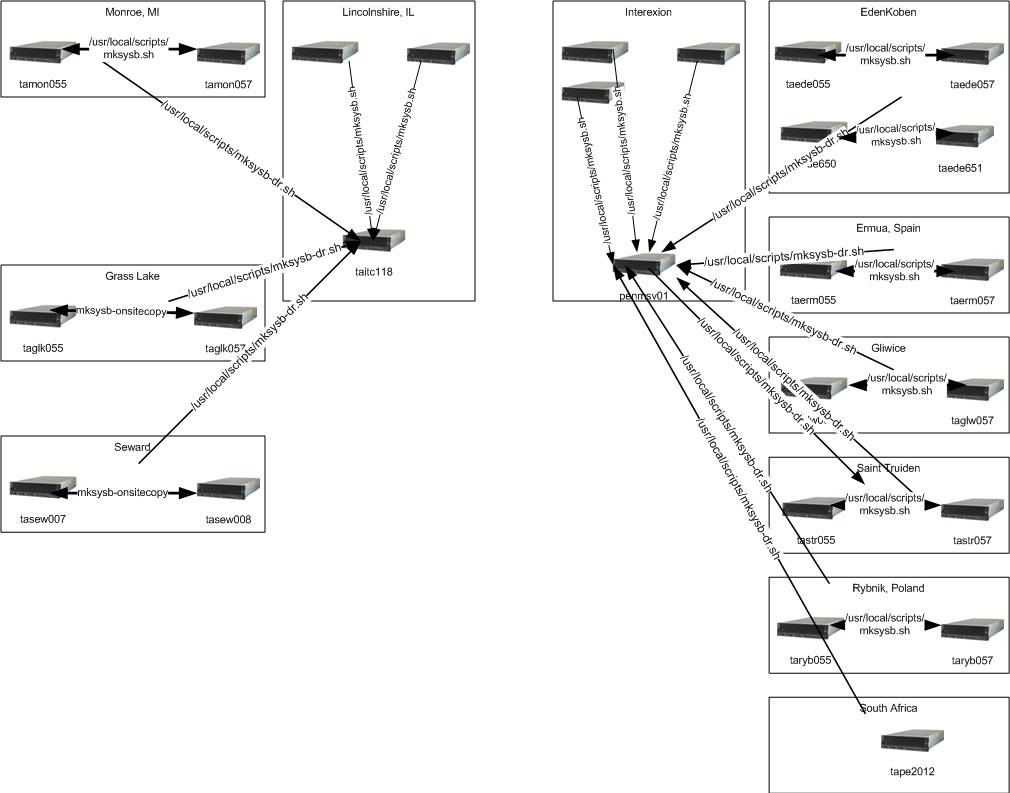 Monroe, MI
/usr/local/scripts/
mksysb.sh
tamon055
tamon057
/usr/local/scripts/mksysb-dr.sh
Lincolnshire, IL
/usr/local/scripts/mksysb.sh
/usr/local/scripts/mksysb.sh
taitc118
Grass Lake
/usr/local/scripts/mksysb-dr.sh
mksysb-onsitecopy
taglk055
taglk057
/usr/local/scripts/mksysb-dr.sh
Seward
mksysb-onsitecopy
tasew007
tasew008
Interexion
/usr/local/scripts/mksysb.sh
/usr/local/scripts/mksysb.sh
/usr/local/scripts/mksysb.sh
penmsv01
EdenKoben
/usr/local/scripts/
mksysb.sh
taede055
taede057
/usr/local/scripts/
mksysb.sh
de650
taede651
/usr/local/scripts/mksysb-dr.sh
Ermua, Spain
/usr/local/scripts/mksysb-dr.sh
/usr/local/scripts/
mksysb.sh
taerm055
taerm057
/usr/local/scripts/mksysb-dr.sh
Gliwice
/usr/local/scripts/
mksysb.sh
taglw057
/usr/local/scripts/mksysb-dr.sh
/usr/local/scripts/mksysb-dr.sh
Saint Truiden
/usr/local/scripts/
mksysb.sh
tastr055
tastr057
/usr/local/scripts/mksysb-dr.sh
Rybnik, Poland
/usr/local/scripts/
mksysb.sh
taryb055
taryb057
/usr/local/scripts/mksysb-dr.sh
South Africa
tape2012